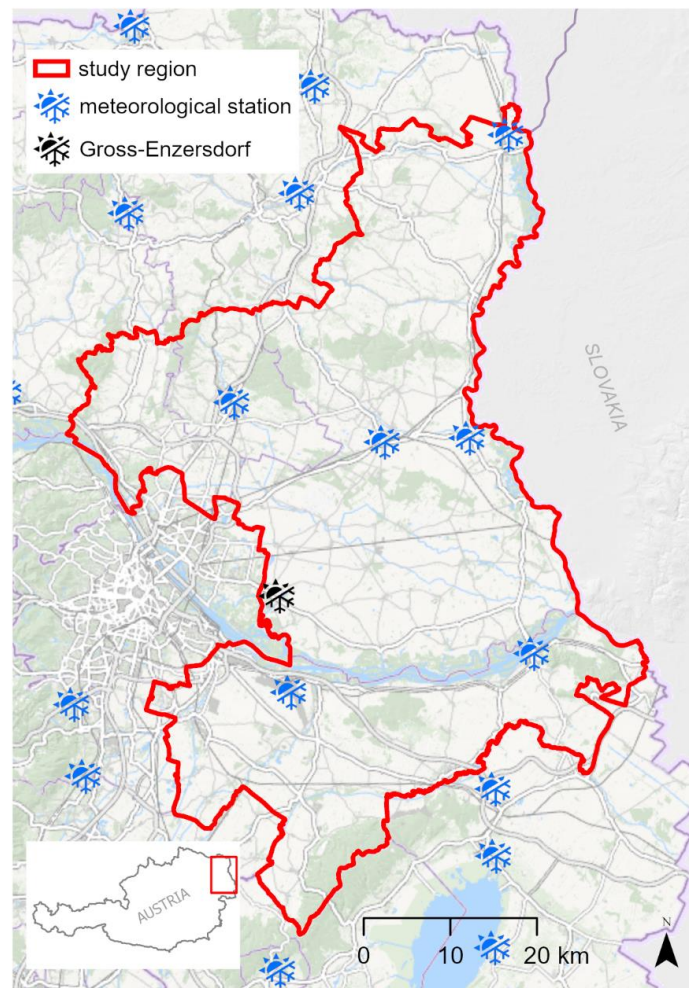 study region
meteorological station
Gross-Enzersdorf
SLOVAKIA
AUSTRIA
0 10 20 km
N